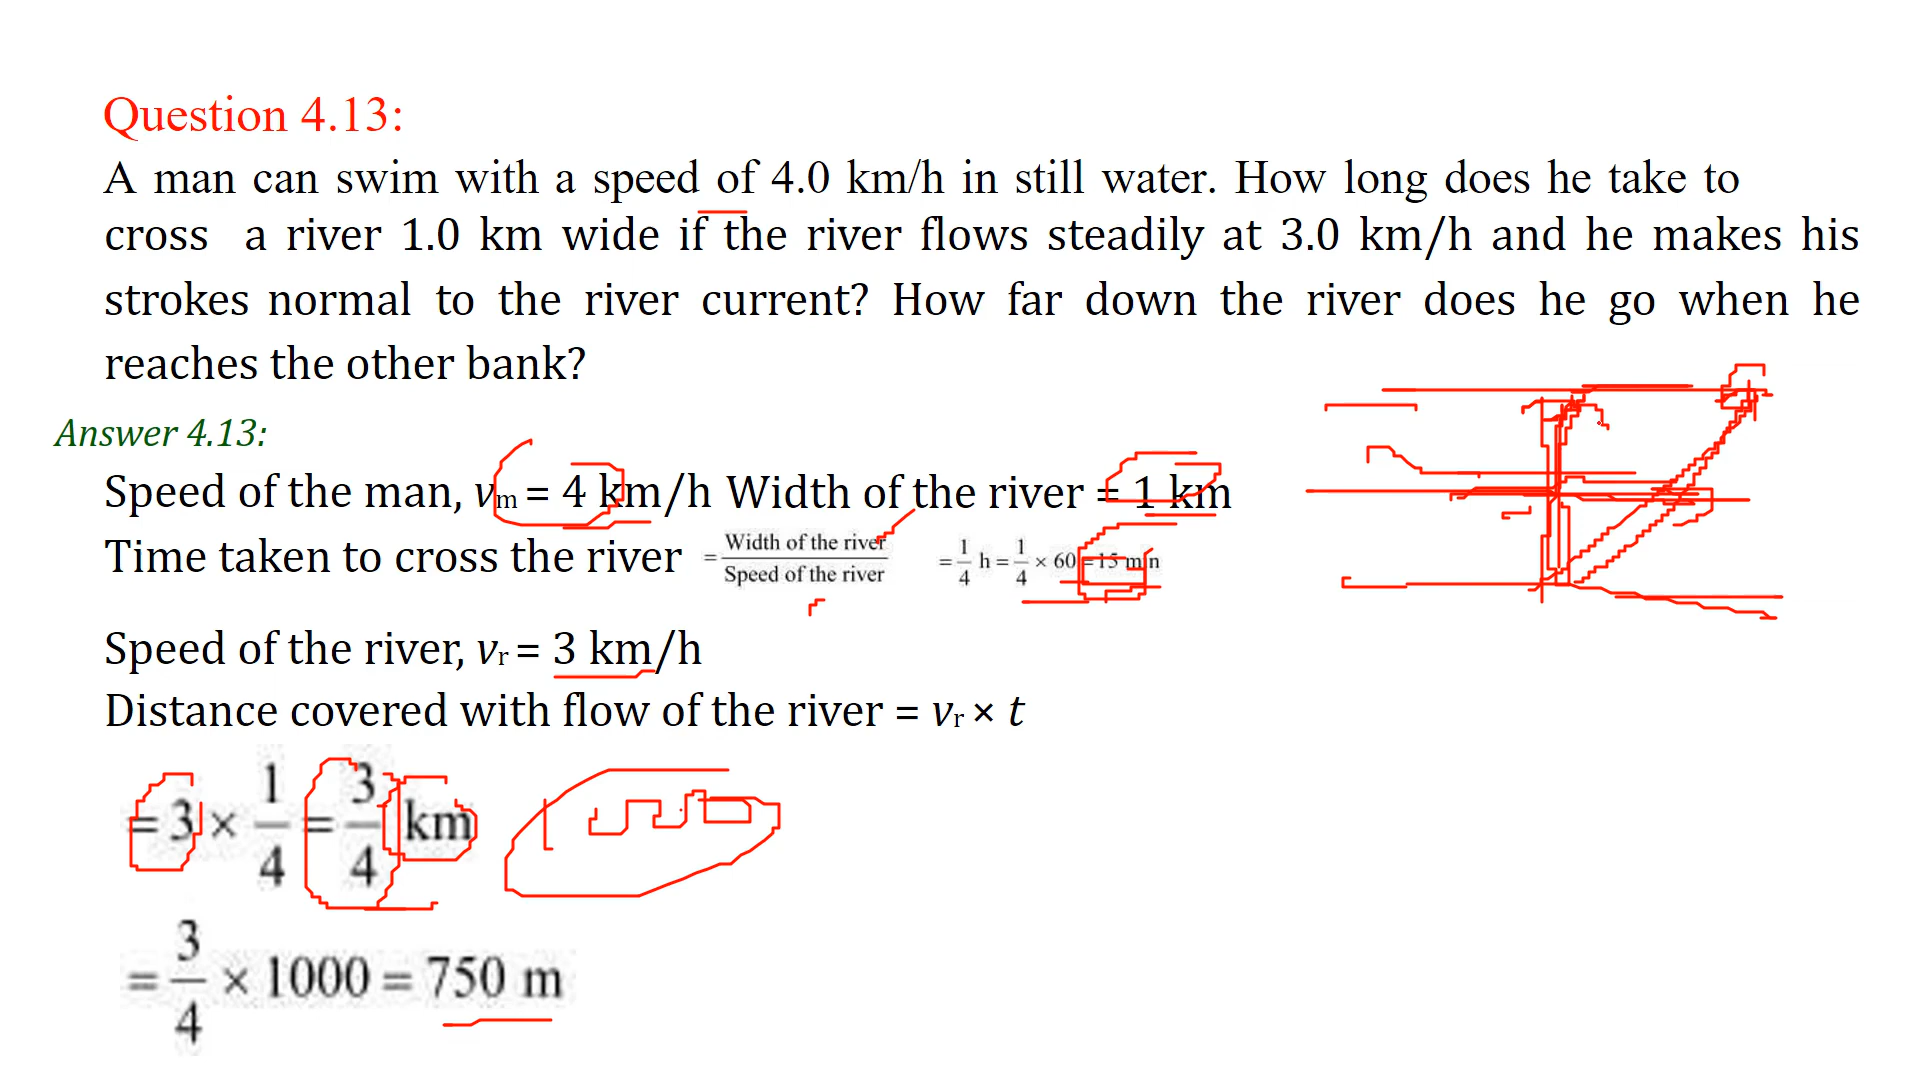 Question 4.13:
A man can swim with a speed of 4.0 km/h in still water. How long does he take to
cross a river 1.0 km wide if the river flows steadily at 3.0 km/h and he makes his
strokes normal to the river current? How far down the river does he go when he
reaches the other bank?
Answer 4.13:
Speed of the man, vm = 4 km/h Width of the river = 1 km
Time taken to cross the river = Width of the river / Speed of the river = 1/4 h = 1/4 × 60 = 15 min
Speed of the river, vr = 3 km/h
Distance covered with flow of the river = vr × t
= 3 × 1/4 = 3/4 km
= 3/4 × 1000 = 750 m